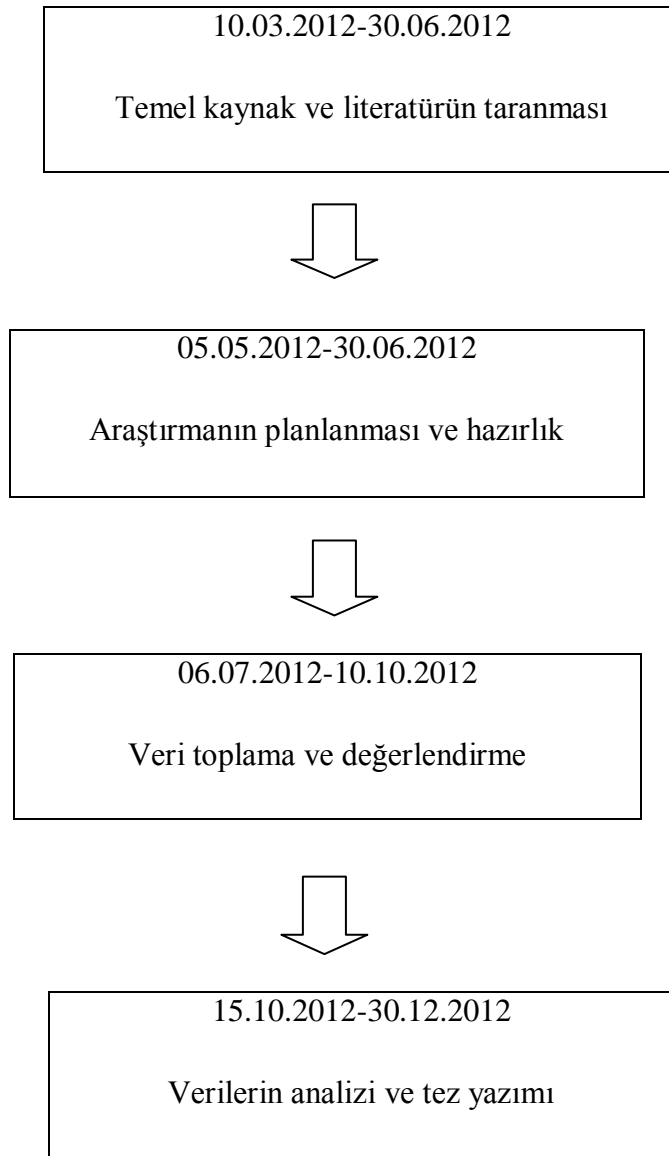 10.03.2012-30.06.2012
Temel kaynak ve literatürün taranması
05.05.2012-30.06.2012
Araştırmanın planlanması ve hazırlık
06.07.2012-10.10.2012
Veri toplama ve değerlendirme
15.10.2012-30.12.2012
Verilerin analizi ve tez yazımı